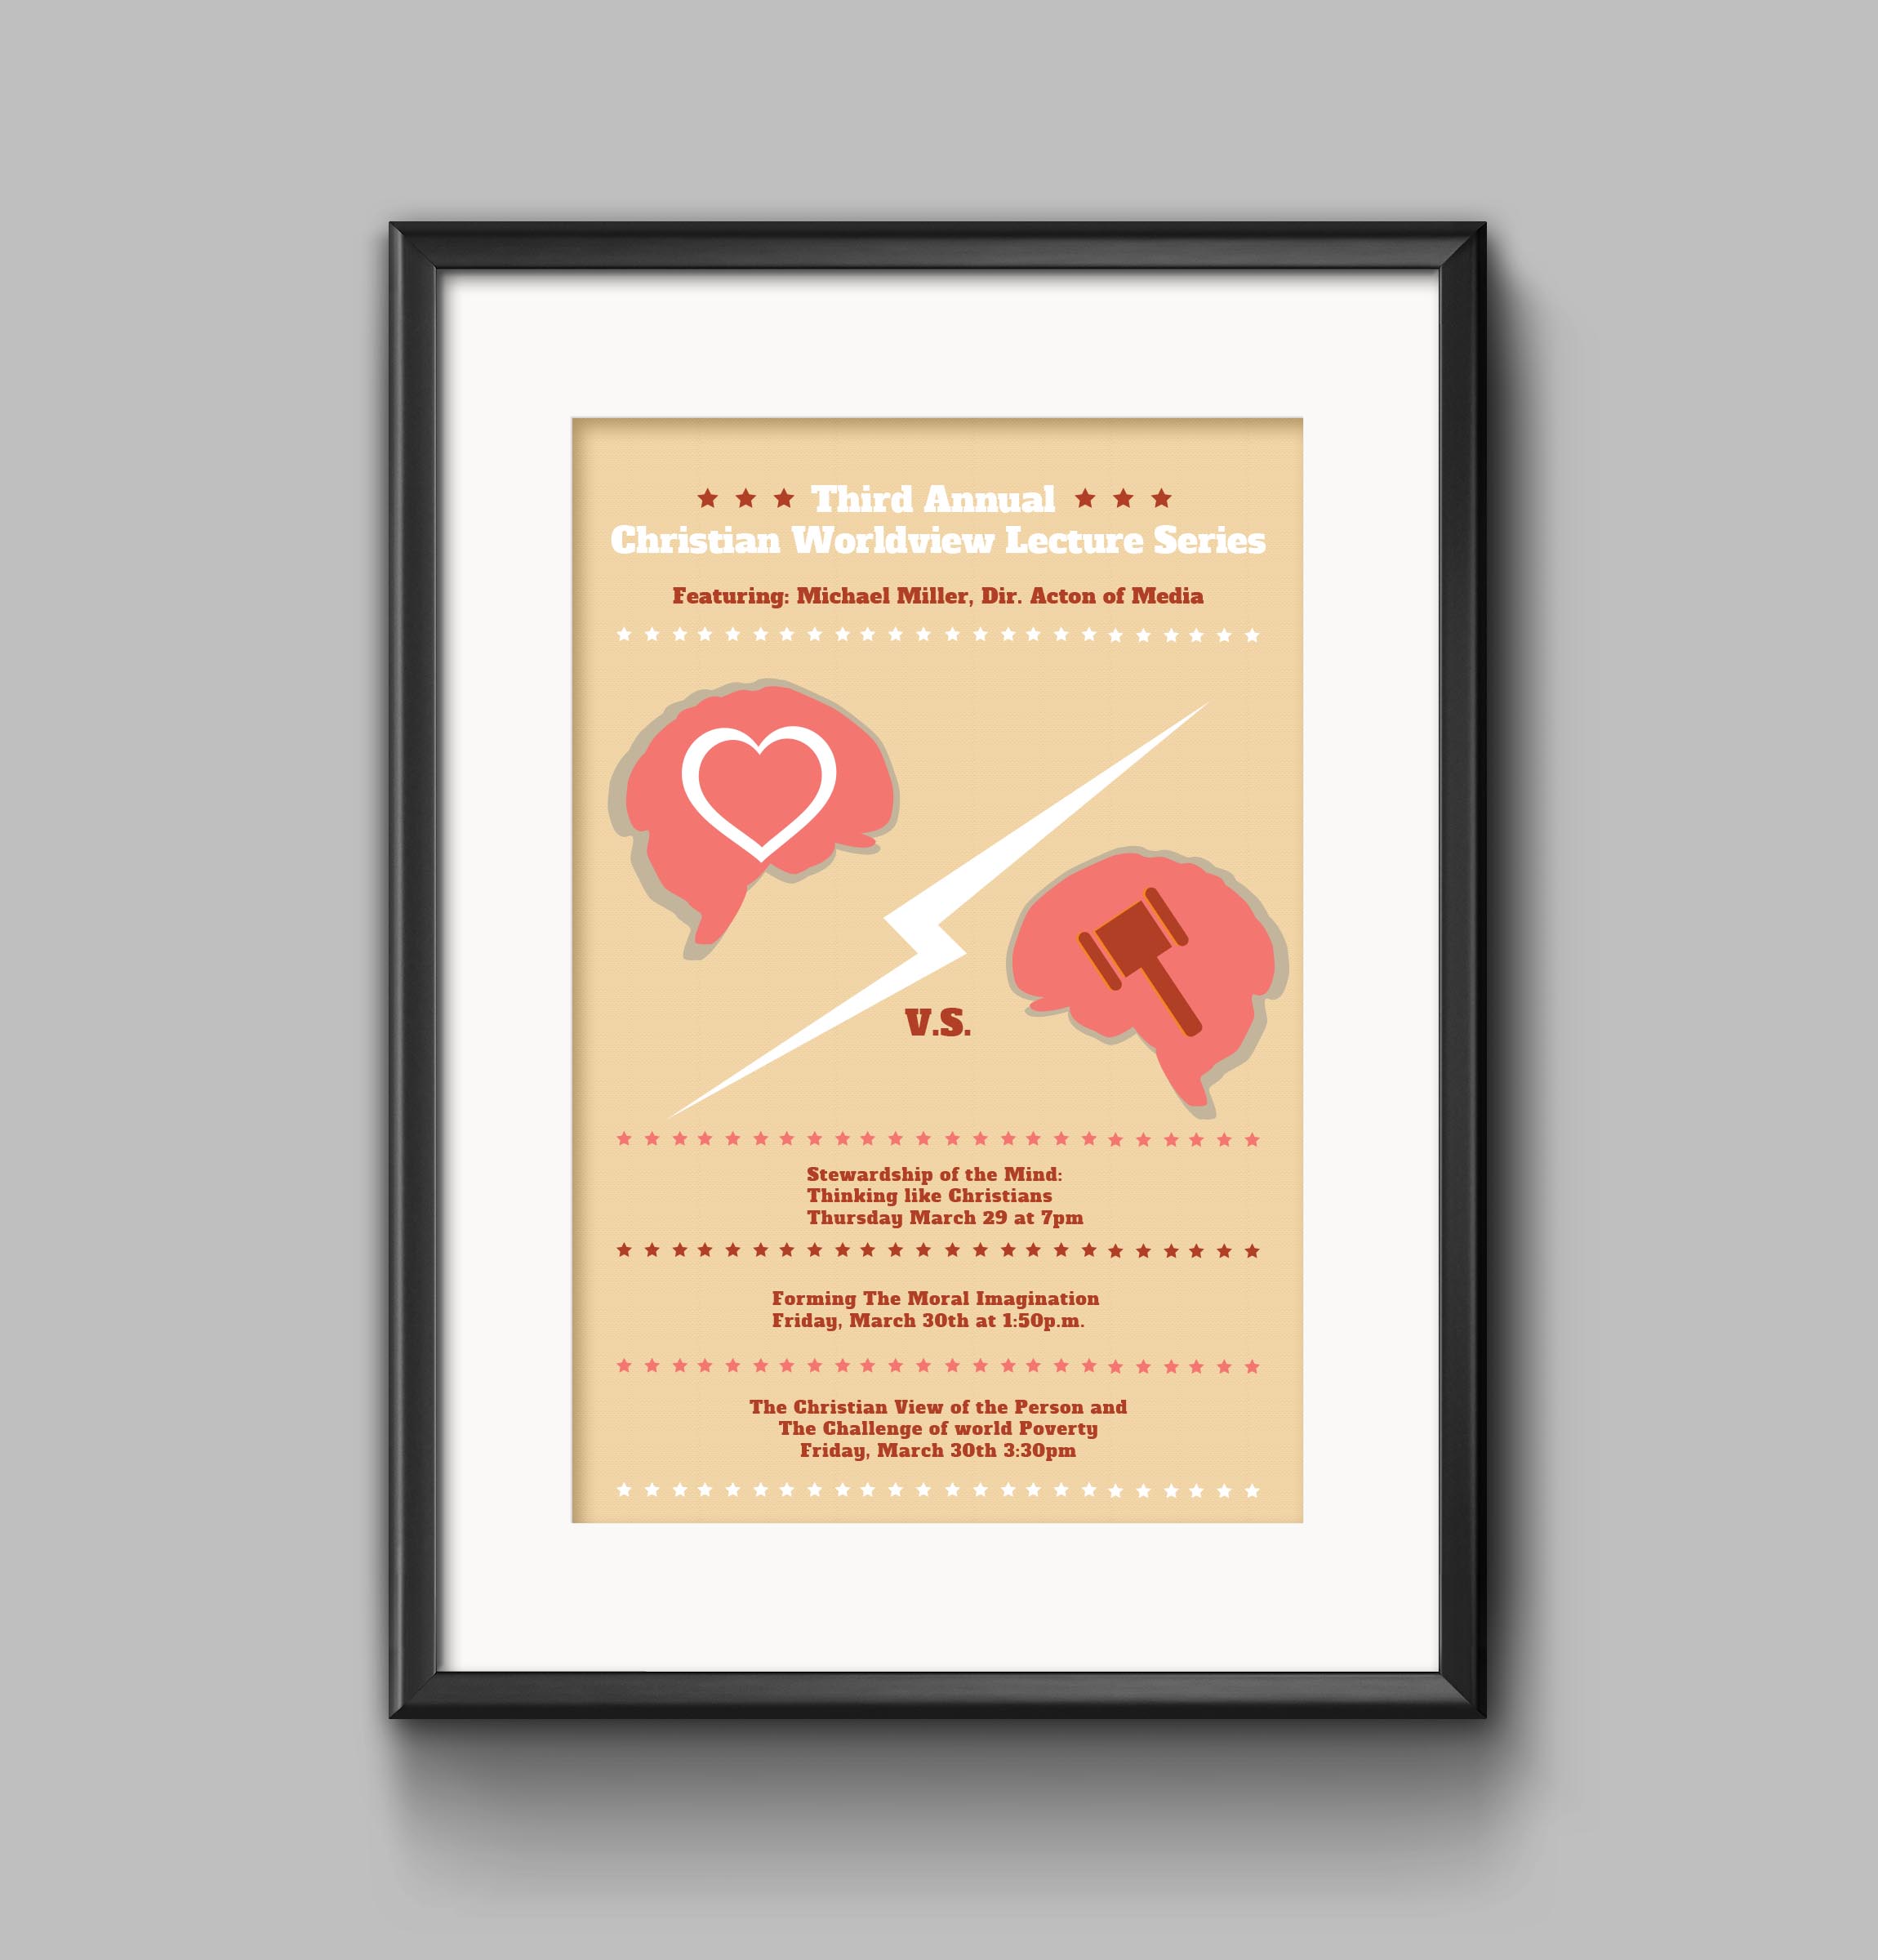 Third Annual
Christian Worldview Lecture Series
Featuring: Michael Miller, Dir. Acton of Media
V.S.
Stewardship of the Mind:
Thinking like Christians
Thursday March 29 at 7pm
Forming The Moral Imagination
Friday, March 30th at 1:50p.m.
The Christian View of the Person and
The Challenge of world Poverty
Friday, March 30th 3:30pm